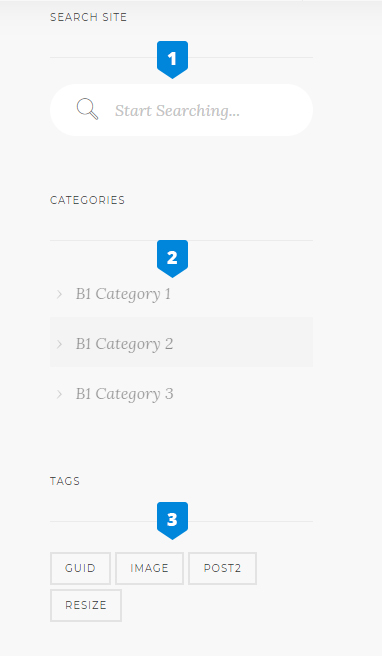 SEARCH SITE
1
Start Searching...
CATEGORIES
2
B1 Category 1
B1 Category 2
B1 Category 3
TAGS
3
GUID IMAGE POST2
RESIZE